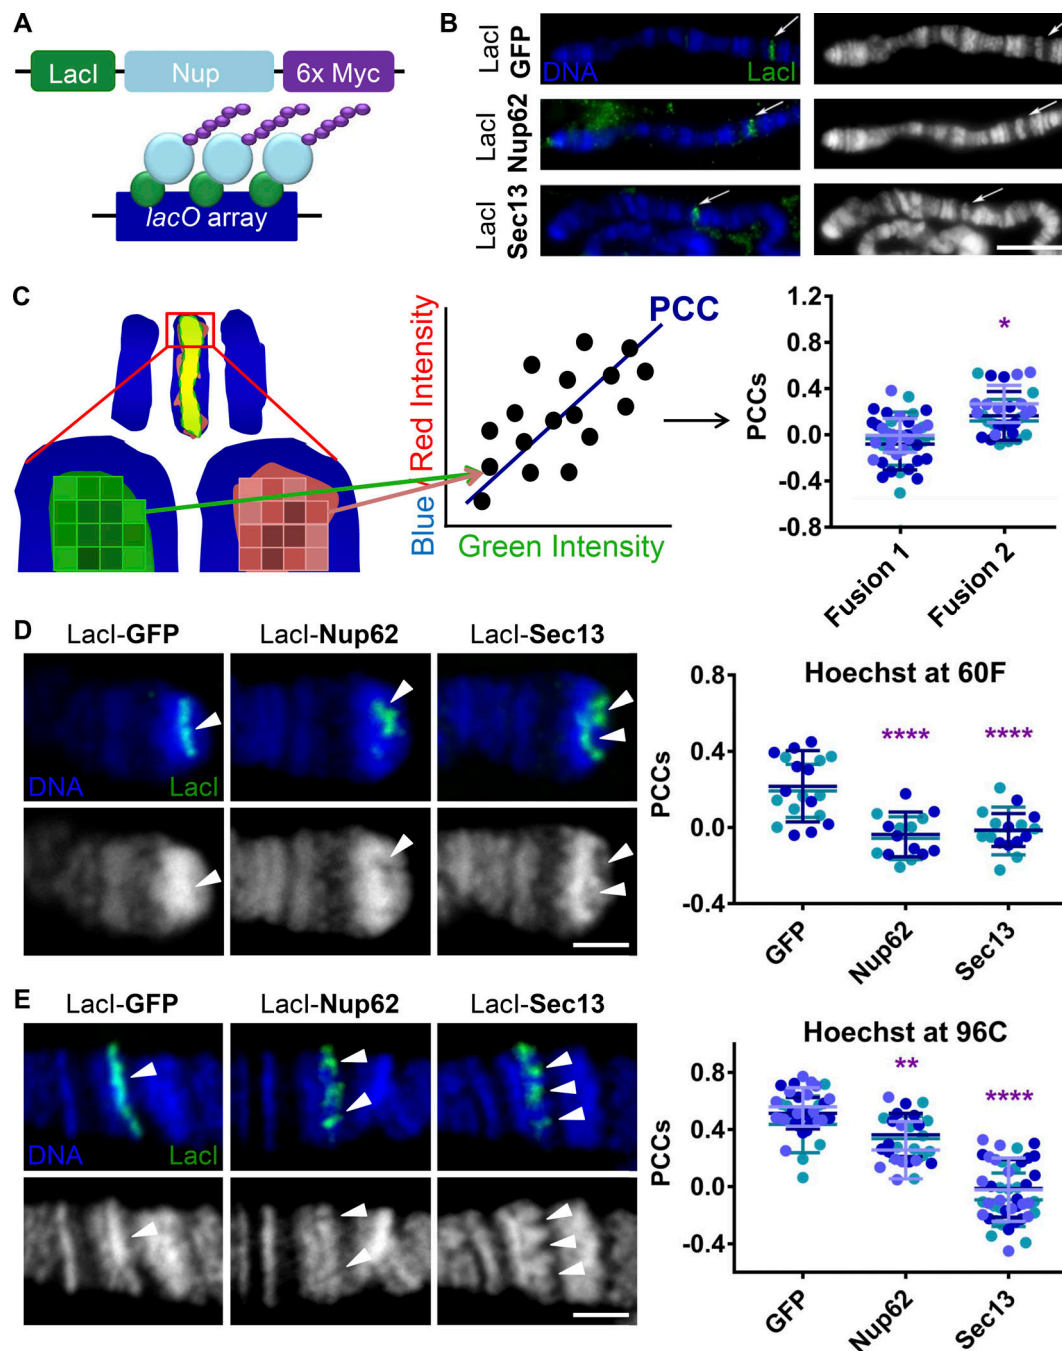 A
LacI Nup 6x Myc
lacO array
B
LacI GFP
DNA LacI
LacI Nup62
LacI Sec13
C
Blue / Red Intensity
Green Intensity
PCC
PCCs
1.2
0.8
0.4
0.0
-0.4
-0.8
*
Fusion 1
Fusion 2
D
LacI-GFP LacI-Nup62 LacI-Sec13
DNA LacI
Hoechst at 60F
PCCs
0.8
0.4
0.0
-0.4
**** ****
GFP
Nup62
Sec13
E
LacI-GFP LacI-Nup62 LacI-Sec13
DNA LacI
Hoechst at 96C
PCCs
0.8
0.4
0.0
-0.4
** ****
GFP
Nup62
Sec13